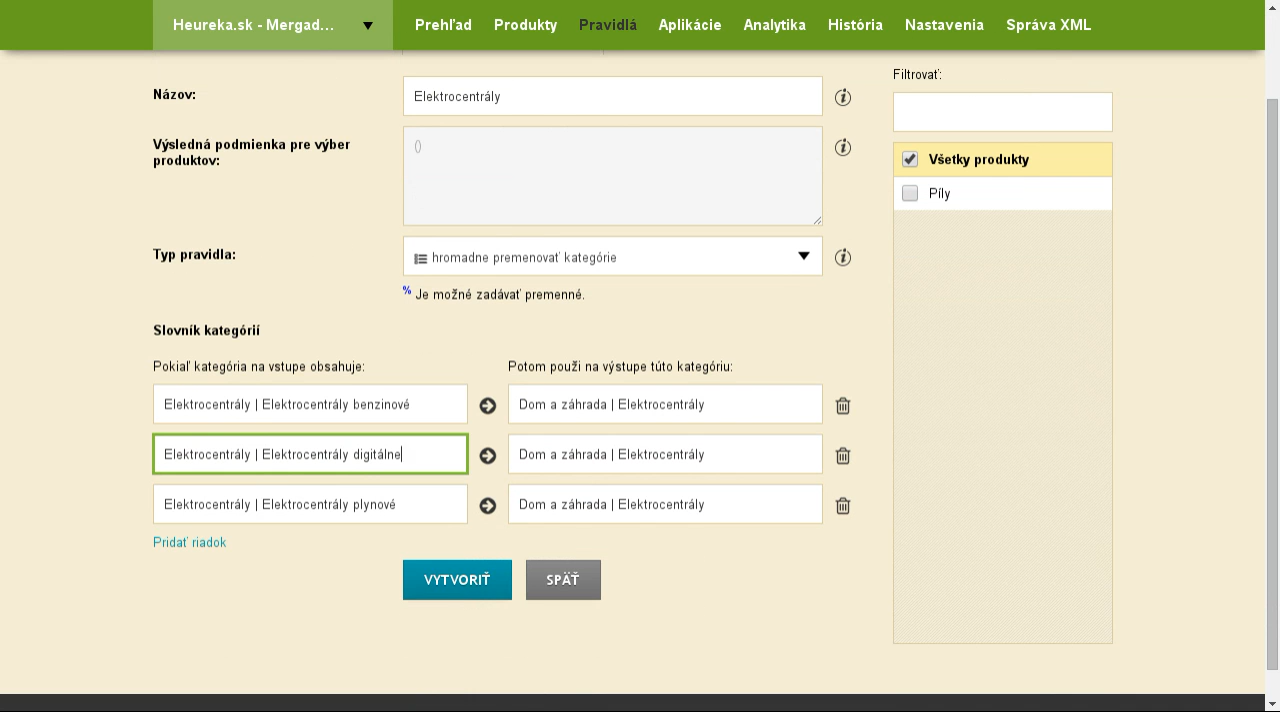 Heureka.sk - Mergad...
Prehľad Produkty Pravidlá Aplikácie Analytika História Nastavenia Správa XML
Názov:
Elektrocentrály
Výsledná podmienka pre výber
produktov:
()
Typ pravidla:
hromadne premenovať kategórie
% Je možné zadávať premenné.
Slovník kategórií
Pokiaľ kategória na vstupe obsahuje:
Potom použi na výstupe túto kategóriu:
Elektrocentrály | Elektrocentrály benzinové
Dom a záhrada | Elektrocentrály
Elektrocentrály | Elektrocentrály digitálne
Dom a záhrada | Elektrocentrály
Elektrocentrály | Elektrocentrály plynové
Dom a záhrada | Elektrocentrály
Pridať riadok
VYTVORIŤ
SPÄŤ
Filtrovať:
Všetky produkty
Píly